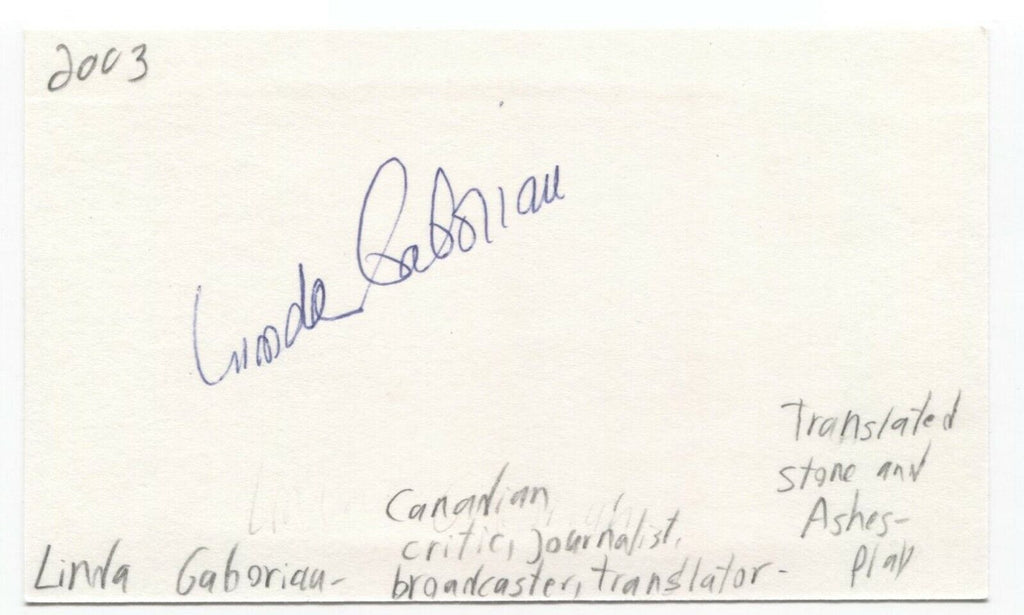 2003
Linda Gaboriau
Translated
stone and
Ashes-
play
Canadian
critic, journalist,
Linda Gaboriau- broadcaster, translator-